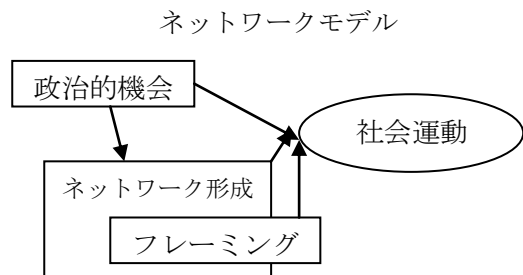 ネットワークモデル
政治的機会
社会運動
ネットワーク形成
フレーミング